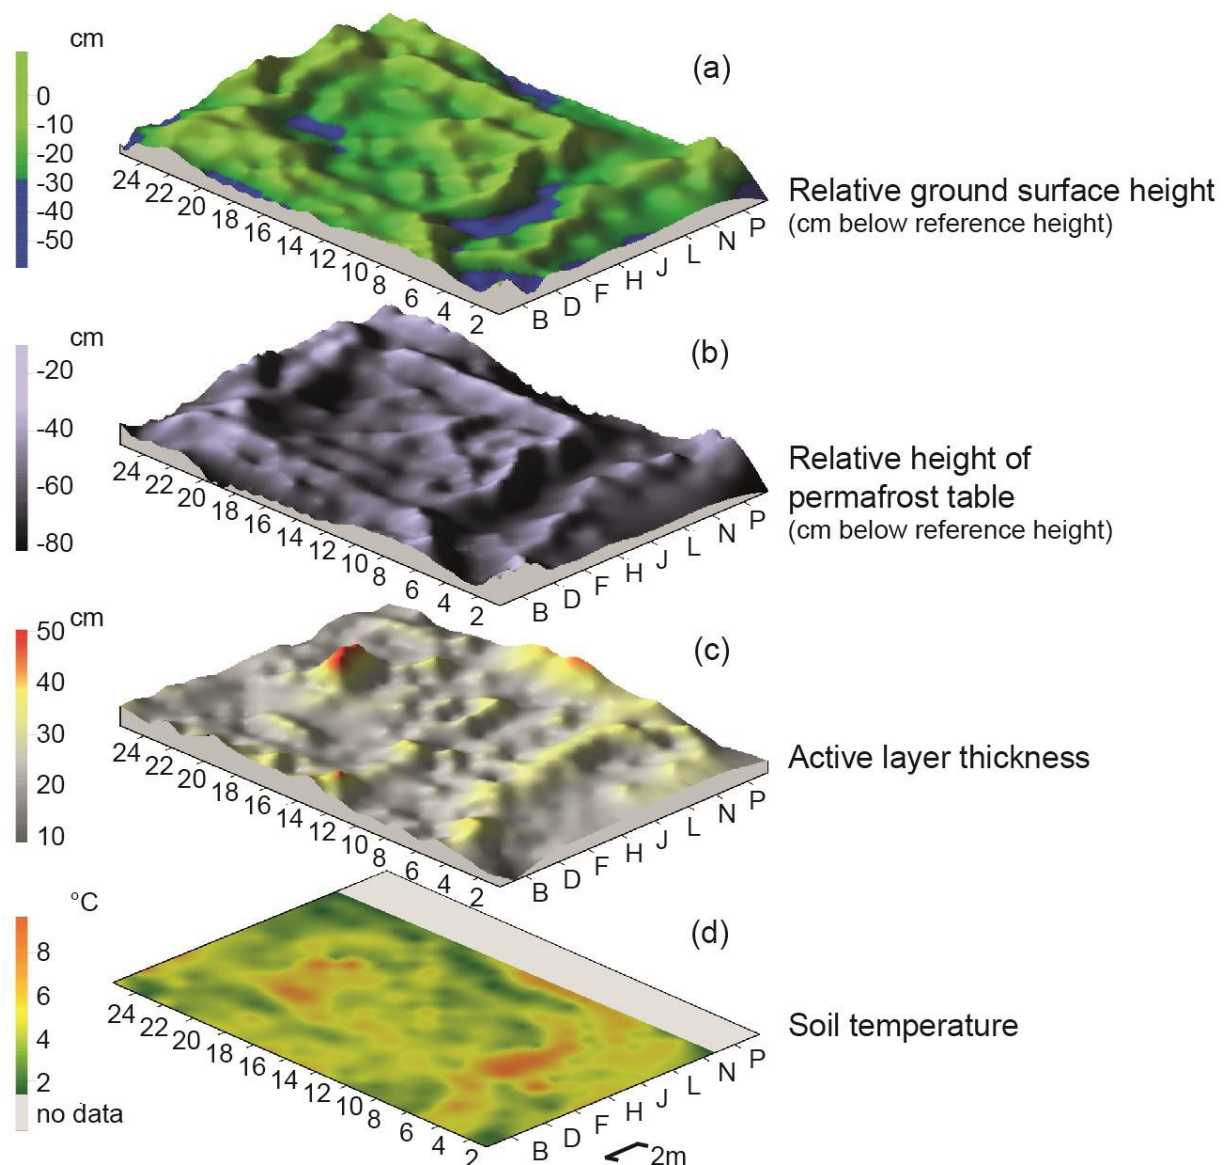 cm
0
-10
-20
-30
-40
-50
(a)
Relative ground surface height
(cm below reference height)
24 22 20 18 16 14 12 10 8 6 4 2
B D F H J L N P
cm
-20
-40
-60
-80
(b)
Relative height of
permafrost table
(cm below reference height)
24 22 20 18 16 14 12 10 8 6 4 2
B D F H J L N P
cm
50
40
30
20
10
(c)
Active layer thickness
24 22 20 18 16 14 12 10 8 6 4 2
B D F H J L N P
°C
8
6
4
2
no data
(d)
Soil temperature
24 22 20 18 16 14 12 10 8 6 4 2
B D F H J L N P
2m